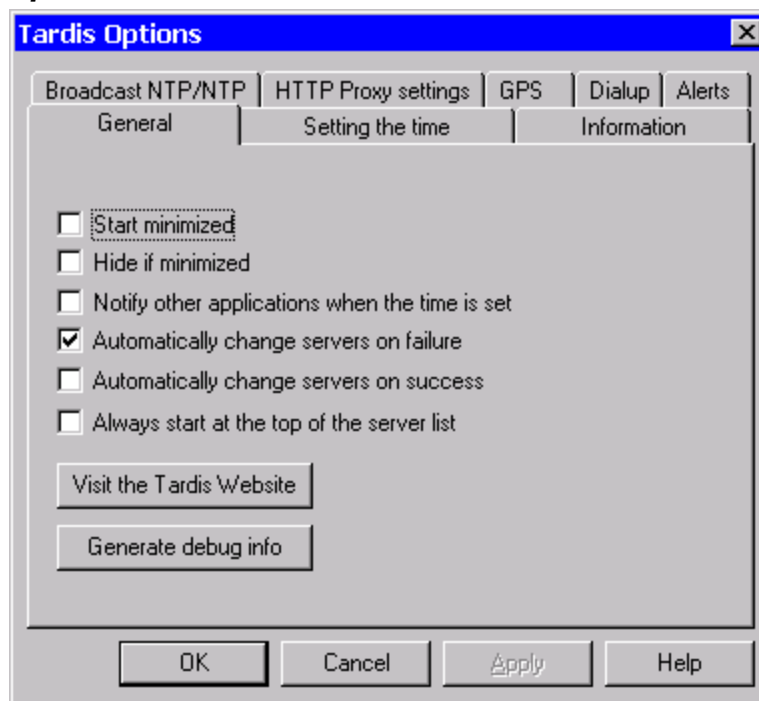 Tardis Options
Broadcast NTP/NTP HTTP Proxy settings GPS Dialup Alerts
General Setting the time Information
Start minimized
Hide if minimized
Notify other applications when the time is set
Automatically change servers on failure
Automatically change servers on success
Always start at the top of the server list
Visit the Tardis Website
Generate debug info
OK Cancel Apply Help